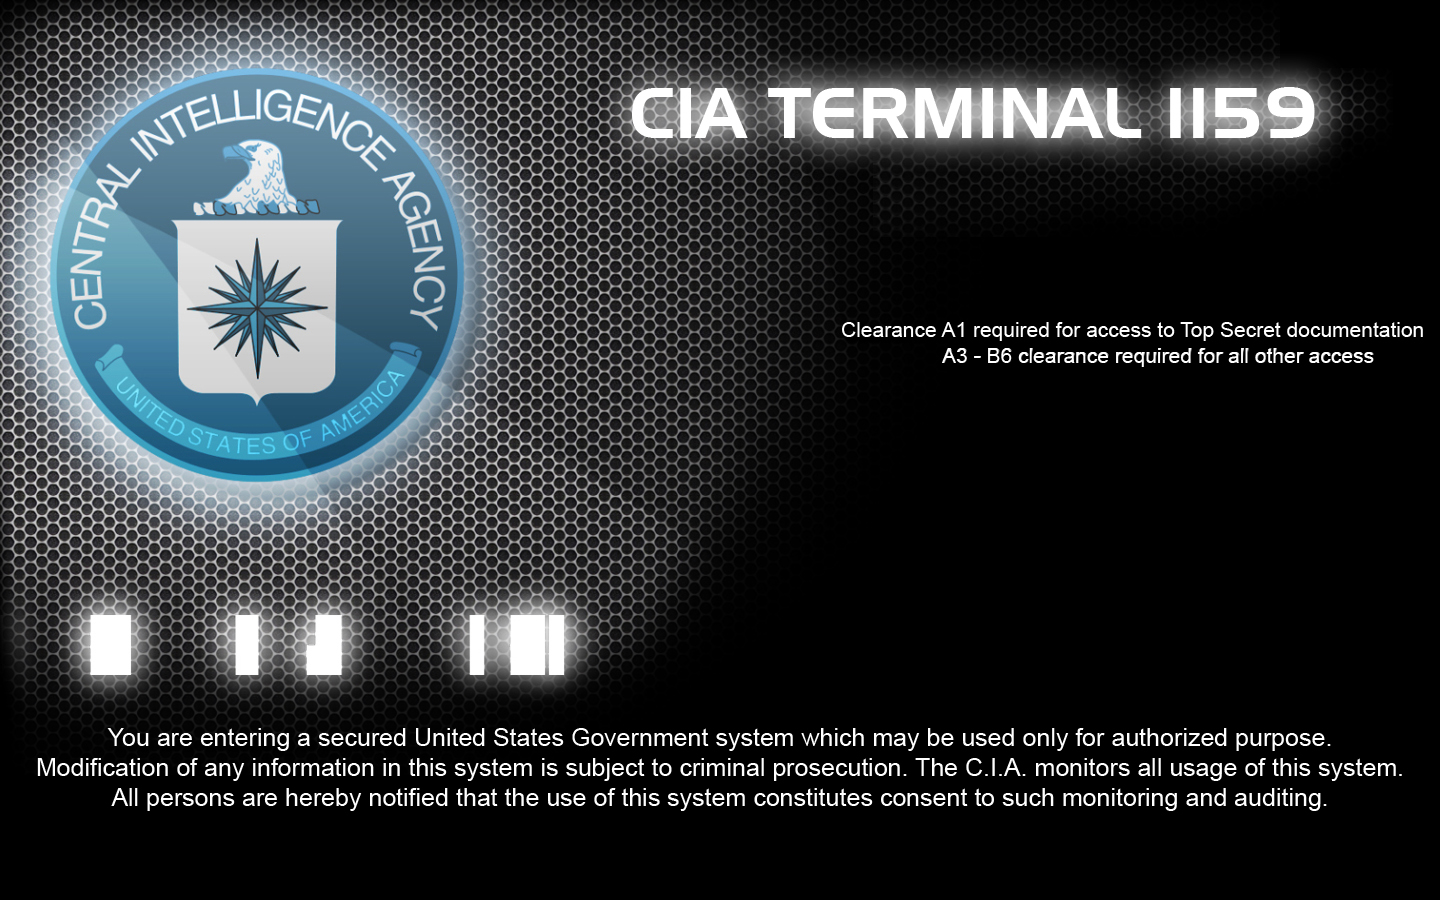 CENTRAL INTELLIGENCE AGENCY
UNITED STATES OF AMERICA
CIA TERMINAL 1159
Clearance A1 required for access to Top Secret documentation
A3 - B6 clearance required for all other access
You are entering a secured United States Government system which may be used only for authorized purpose.
Modification of any information in this system is subject to criminal prosecution. The C.I.A. monitors all usage of this system.
All persons are hereby notified that the use of this system constitutes consent to such monitoring and auditing.